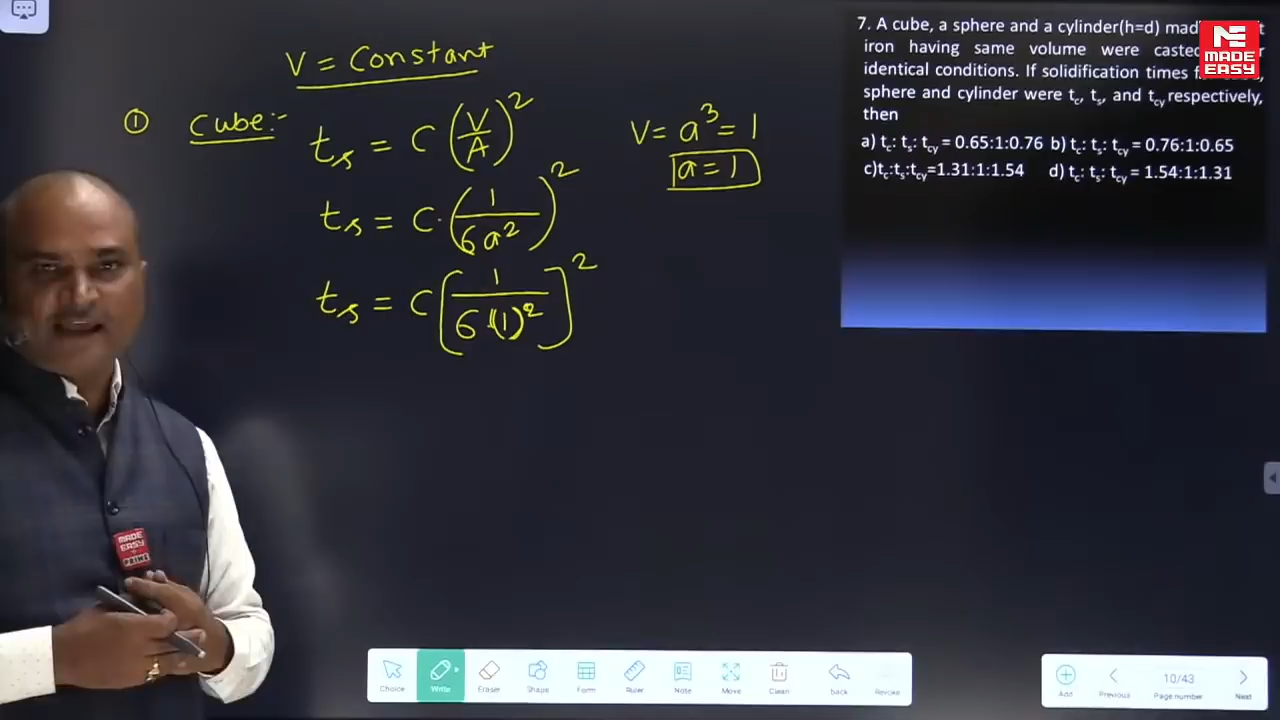 V = Constant
① Cube:-
t_s = C (V/A)^2
V = a^3 = 1
a = 1
t_s = C · (1/6a^2)^2
t_s = C [1/6(1)^2]^2
7. A cube, a sphere and a cylinder(h=d)
iron having same volume were
identical conditions. If solidification times
sphere and cylinder were t_c, t_s, and t_cy respectively,
then
a) t_c: t_s: t_cy = 0.65:1:0.76 b) t_c: t_s: t_cy = 0.76:1:0.65
c)t_c:t_s:t_cy=1.31:1:1.54 d) t_c: t_s: t_cy = 1.54:1:1.31
MADE
EASY
MADE
EASY
PRIME
Choice
Write
Eraser
Shape
Form
Ruler
Note
Move
Clean
back
Revoke
Add
Previous
10/43
Page number
Next